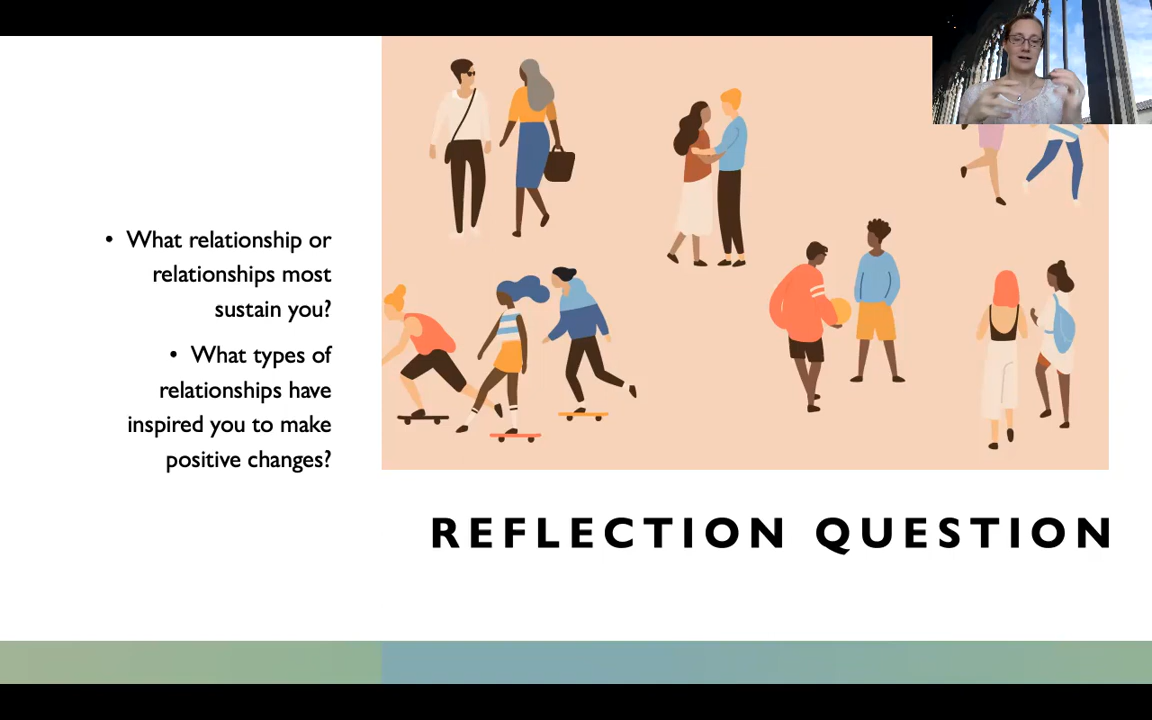 • What relationship or
relationships most
sustain you?
• What types of
relationships have
inspired you to make
positive changes?
REFLECTION QUESTION